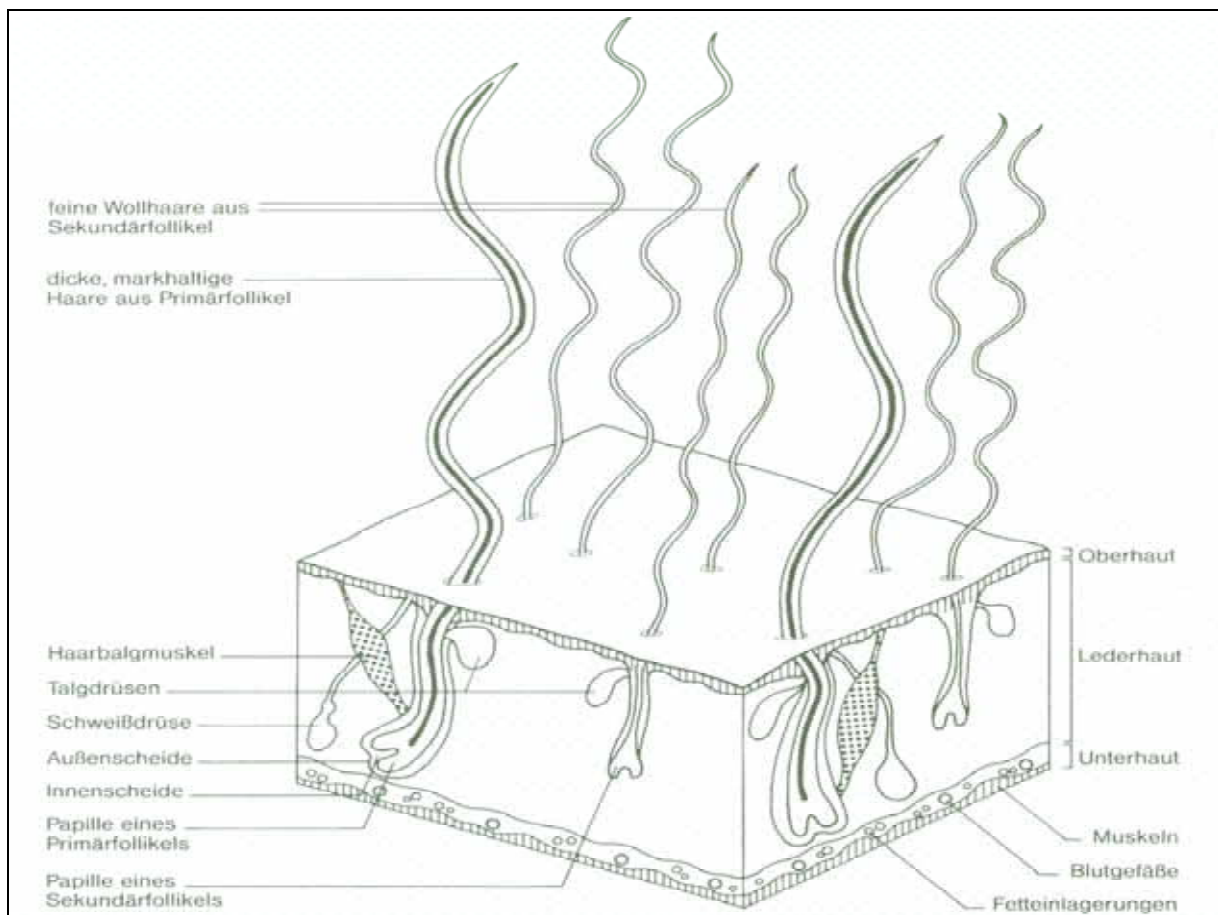 feine Wollhaare aus
Sekundärfollikel
dicke, markhaltige
Haare aus Primärfollikel
Haarbalgmuskel
Talgdrüsen
Schweißdrüse
Außenscheide
Innenscheide
Papille eines
Primärfollikels
Papille eines
Sekundärfollikels
Oberhaut
Lederhaut
Unterhaut
Muskeln
Blutgefäße
Fetteinlagerungen